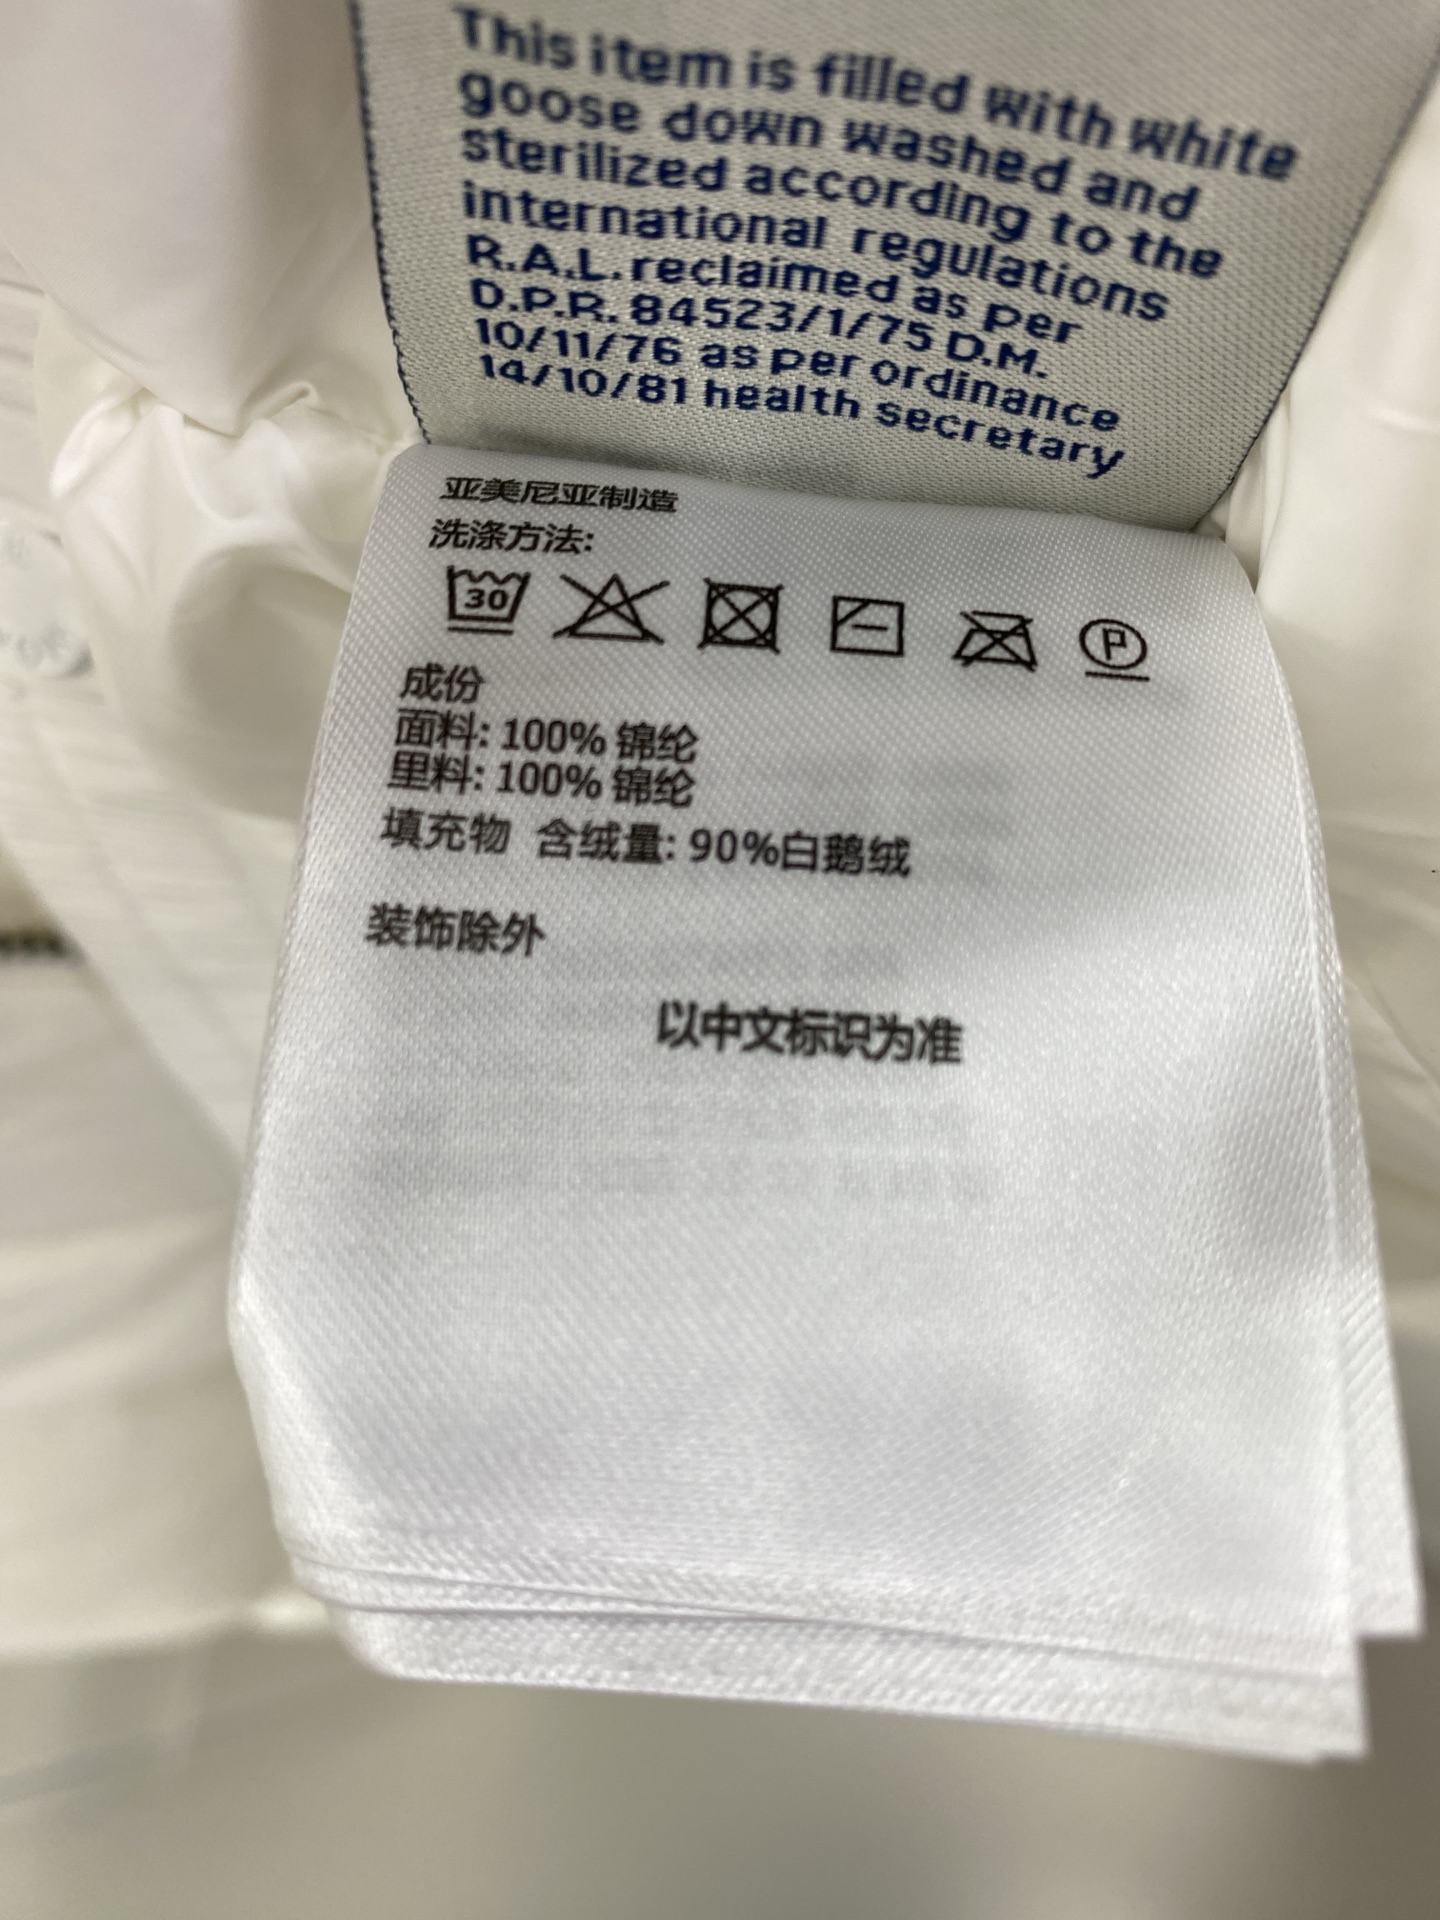 This item is filled with white
goose down washed and
sterilized according to the
international regulations
R.A.L. reclaimed as per
D.P.R. 84523/1/75 D.M.
10/11/76 as per ordinance
14/10/81 health secretary
亚美尼亚制造
洗涤方法:
30 P
成份
面料: 100% 锦纶
里料: 100% 锦纶
填充物 含绒量: 90%白鹅绒
装饰除外
以中文标识为准